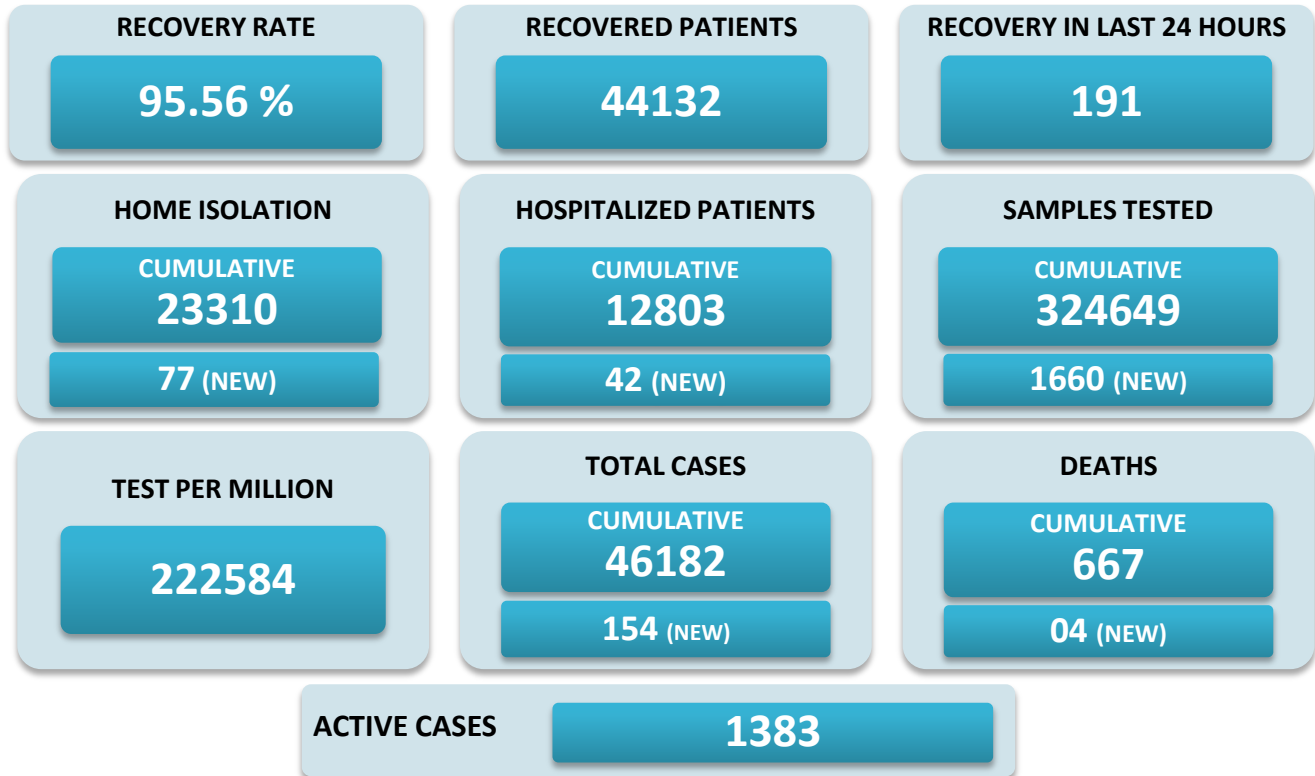 RECOVERY RATE
95.56 %
RECOVERED PATIENTS
44132
RECOVERY IN LAST 24 HOURS
191
HOME ISOLATION
CUMULATIVE
23310
77 (NEW)
HOSPITALIZED PATIENTS
CUMULATIVE
12803
42 (NEW)
SAMPLES TESTED
CUMULATIVE
324649
1660 (NEW)
TEST PER MILLION
222584
TOTAL CASES
CUMULATIVE
46182
154 (NEW)
DEATHS
CUMULATIVE
667
04 (NEW)
ACTIVE CASES
1383